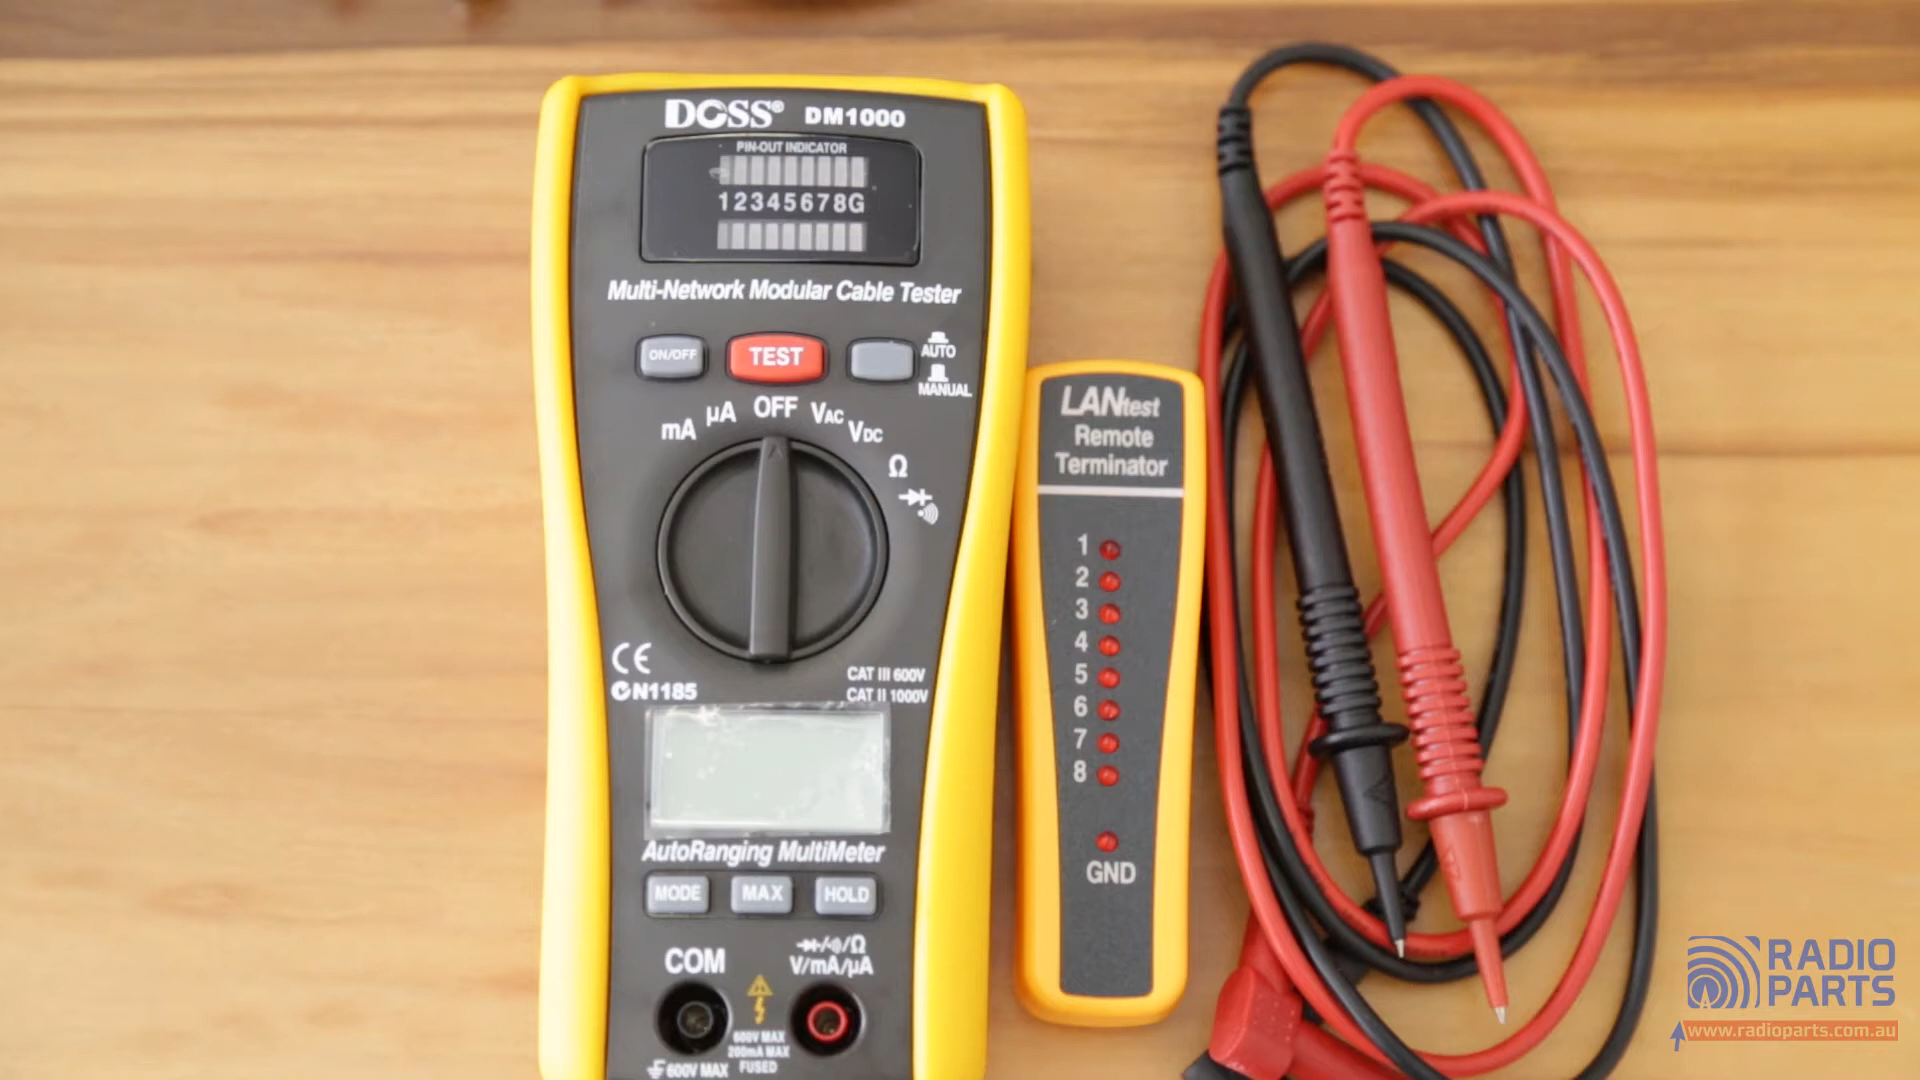 DOSS® DM1000
PIN-OUT INDICATOR
12345678G
Multi-Network Modular Cable Tester
ON/OFF
TEST
AUTO
MANUAL
mA
µA
OFF
VAC
VDC
Ω
CE
N1185
CAT III 600V
CAT II 1000V
AutoRanging MultiMeter
MODE
MAX
HOLD
COM
Ω
V/mA/µA
600V MAX
200mA MAX
FUSED
600V MAX
LANtest
Remote
Terminator
1
2
3
4
5
6
7
8
GND
RADIO
PARTS
www.radioparts.com.au